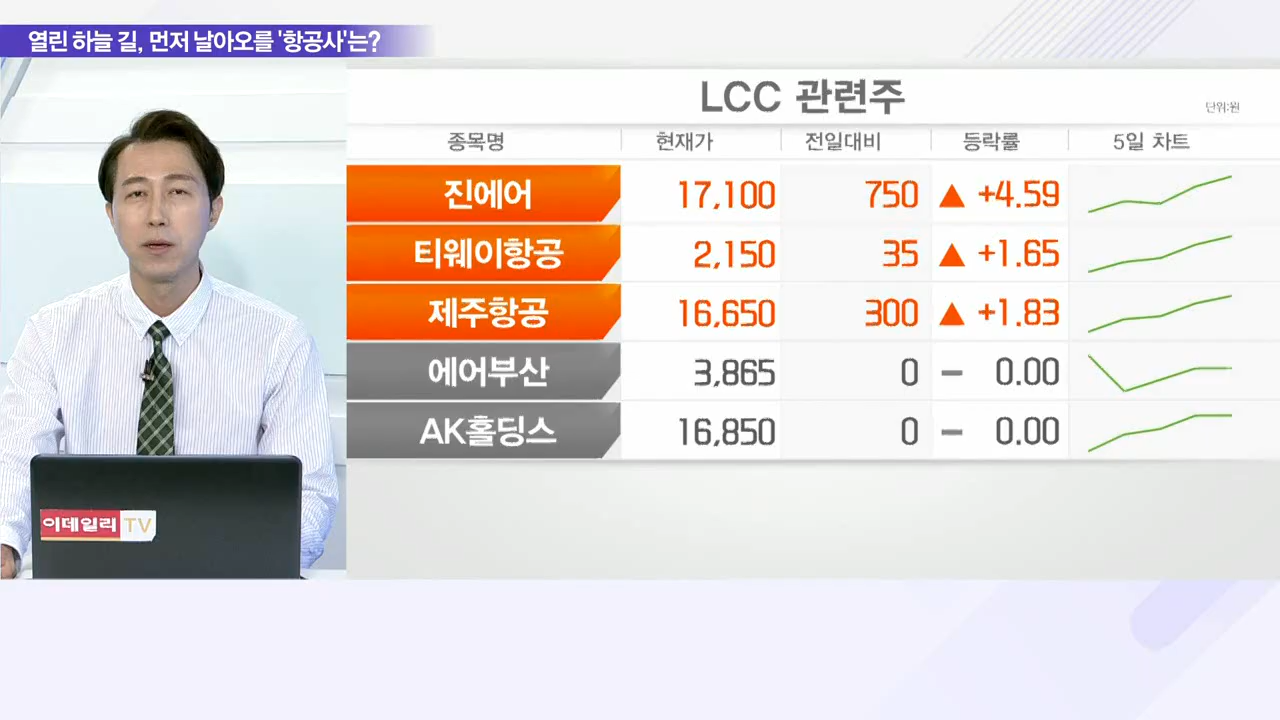 열린 하늘 길, 먼저 날아오를 '항공사'는?
LCC 관련주
단위:원
종목명 현재가 전일대비 등락률 5일 차트
진에어 17,100 750 ▲ +4.59
티웨이항공 2,150 35 ▲ +1.65
제주항공 16,650 300 ▲ +1.83
에어부산 3,865 0 － 0.00
AK홀딩스 16,850 0 － 0.00
이데일리 TV